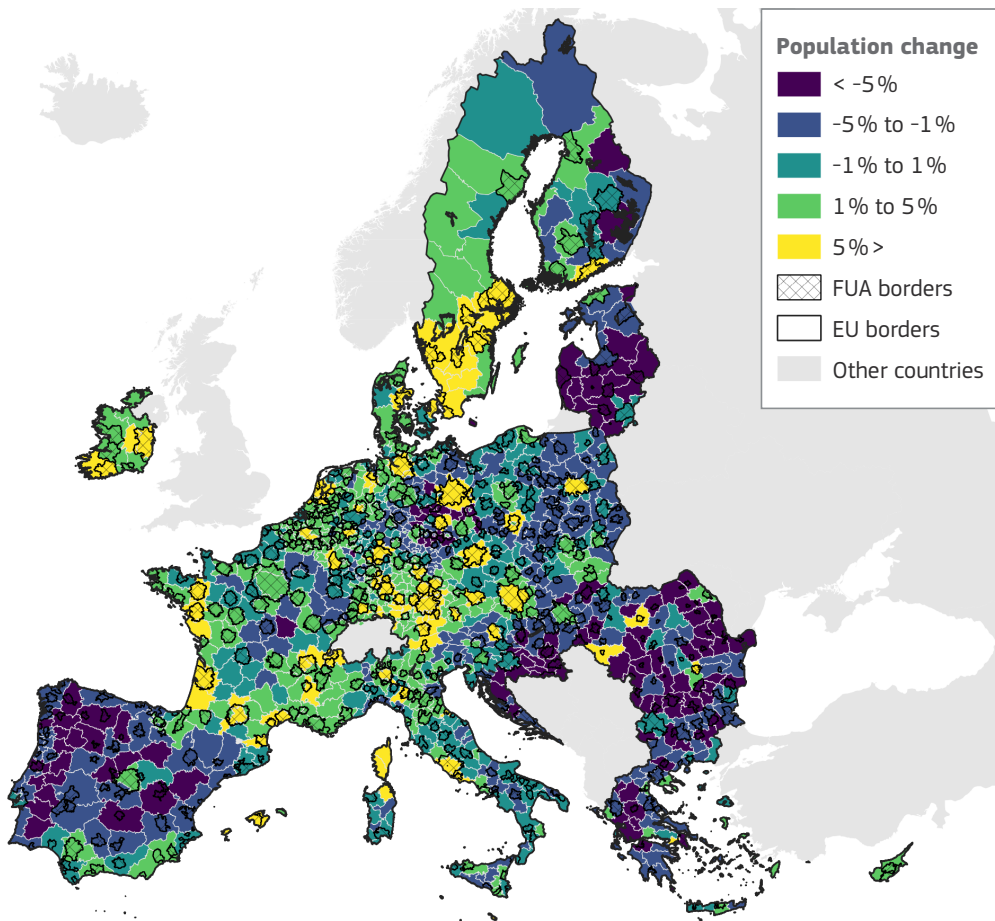 Population change
< -5%
-5% to -1%
-1% to 1%
1% to 5%
5%>
FUA borders
EU borders
Other countries